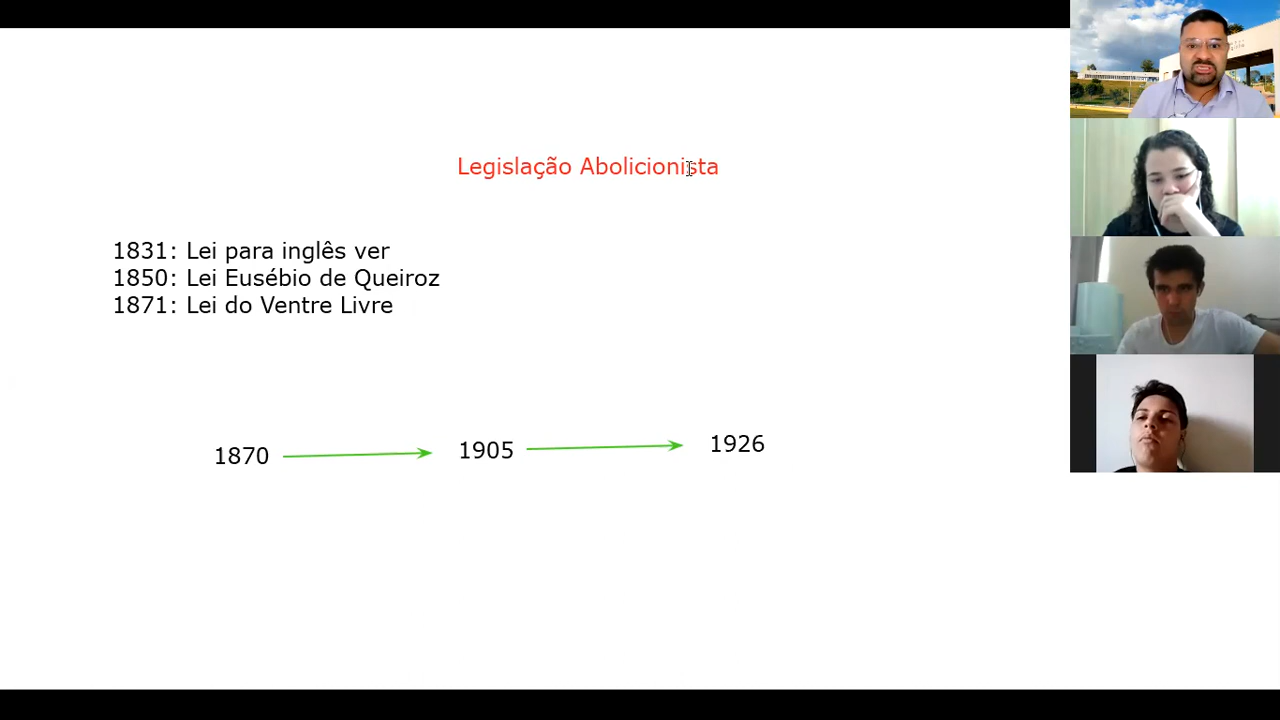 Legislação Abolicionista
1831: Lei para inglês ver
1850: Lei Eusébio de Queiroz
1871: Lei do Ventre Livre
1870 1905 1926